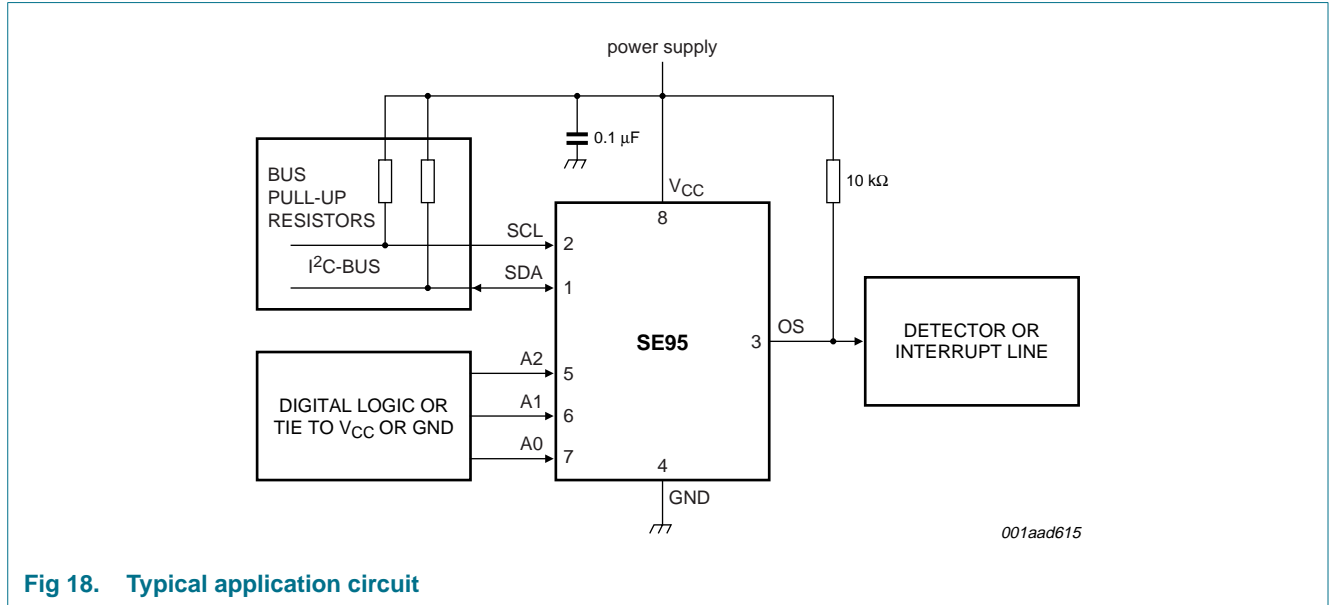 power supply
0.1 μF
BUS
PULL-UP
RESISTORS
VCC
10 kΩ
8
SCL
2
I2C-BUS
SDA
1
OS
SE95
3
DETECTOR OR
INTERRUPT LINE
A2
5
DIGITAL LOGIC OR
TIE TO VCC OR GND
A1
6
A0
7
4
GND
001aad615
Fig 18. Typical application circuit